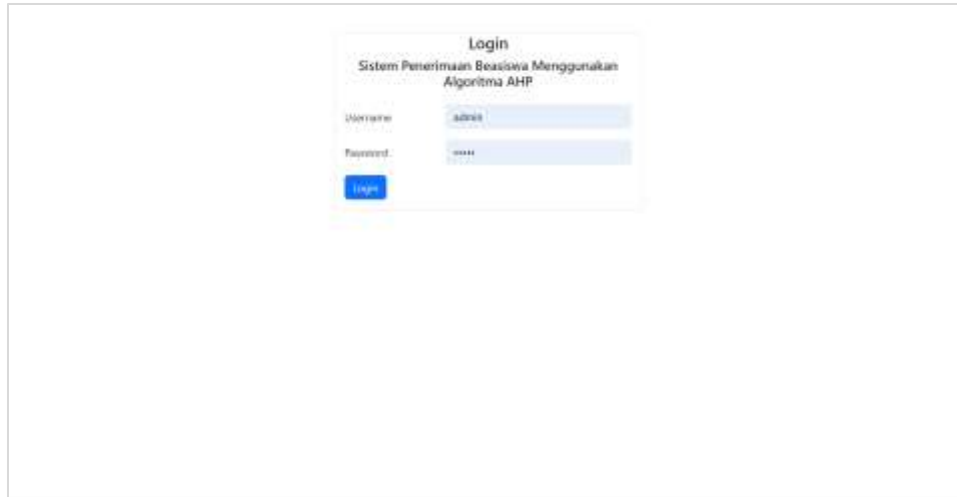 Login
Sistem Penerimaan Beasiswa Menggunakan
Algoritma AHP
Username admin
Password •••••
Login